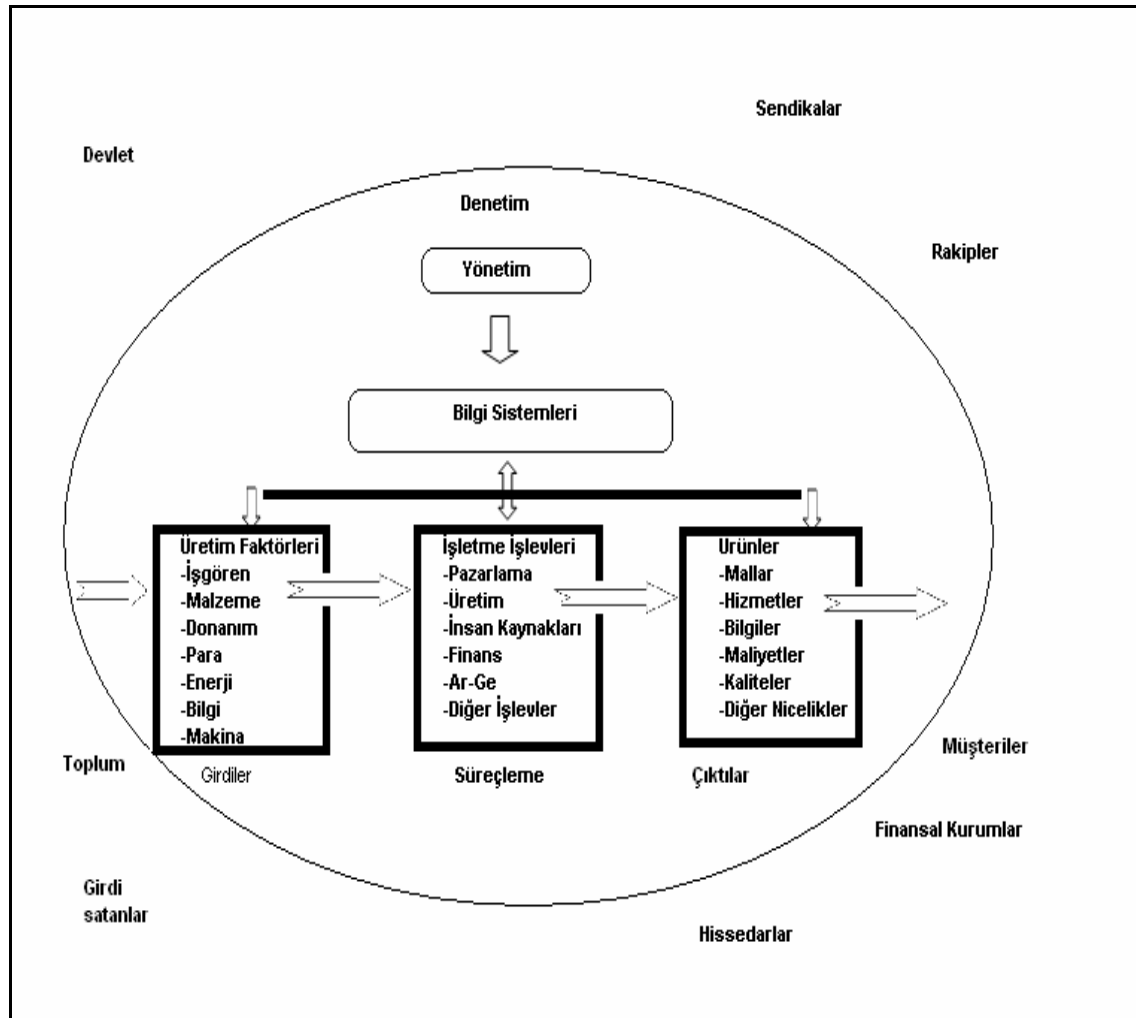 Sendikalar
Devlet
Denetim
Rakipler
Yönetim
Bilgi Sistemleri
Üretim Faktörleri
-İşgören
-Malzeme
-Donanım
-Para
-Enerji
-Bilgi
-Makina
Girdiler
İşletme İşlevleri
-Pazarlama
-Üretim
-İnsan Kaynakları
-Finans
-Ar-Ge
-Diğer İşlevler
Süreçleme
Ürünler
-Mallar
-Hizmetler
-Bilgiler
-Maliyetler
-Kaliteler
-Diğer Nicelikler
Çıktılar
Toplum
Müşteriler
Finansal Kurumlar
Girdi
satanlar
Hissedarlar